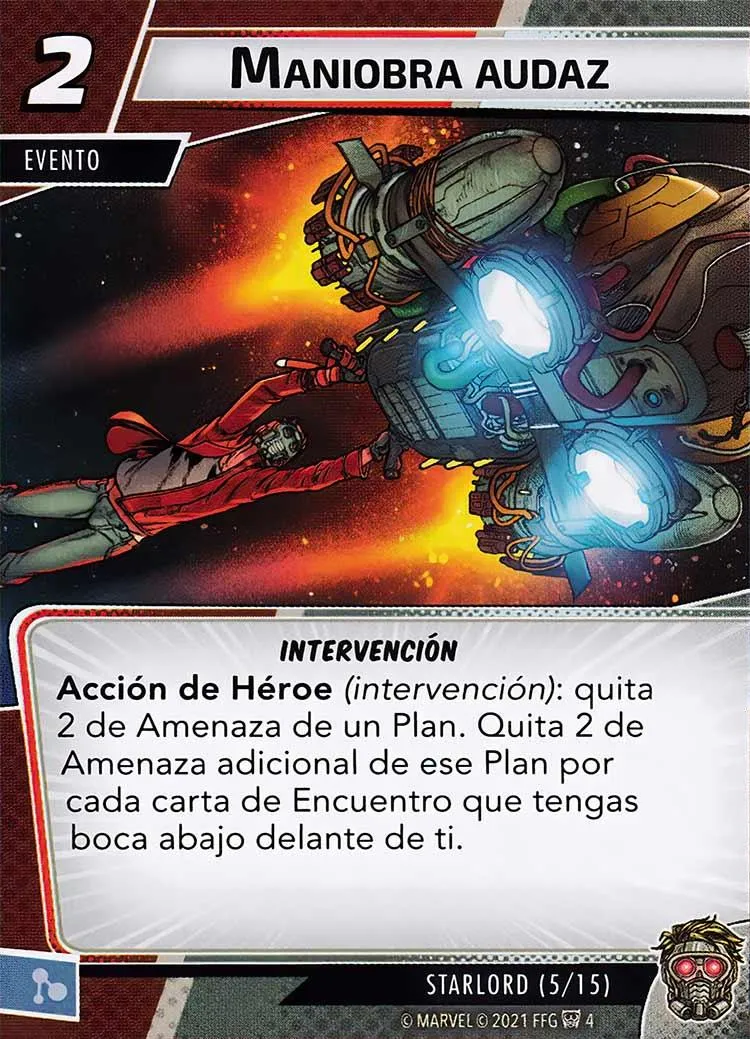 2
MANIOBRA AUDAZ
EVENTO
INTERVENCIÓN
Acción de Héroe (intervención): quita
2 de Amenaza de un Plan. Quita 2 de
Amenaza adicional de ese Plan por
cada carta de Encuentro que tengas
boca abajo delante de ti.
STARLORD (5/15)
© MARVEL © 2021 FFG 4